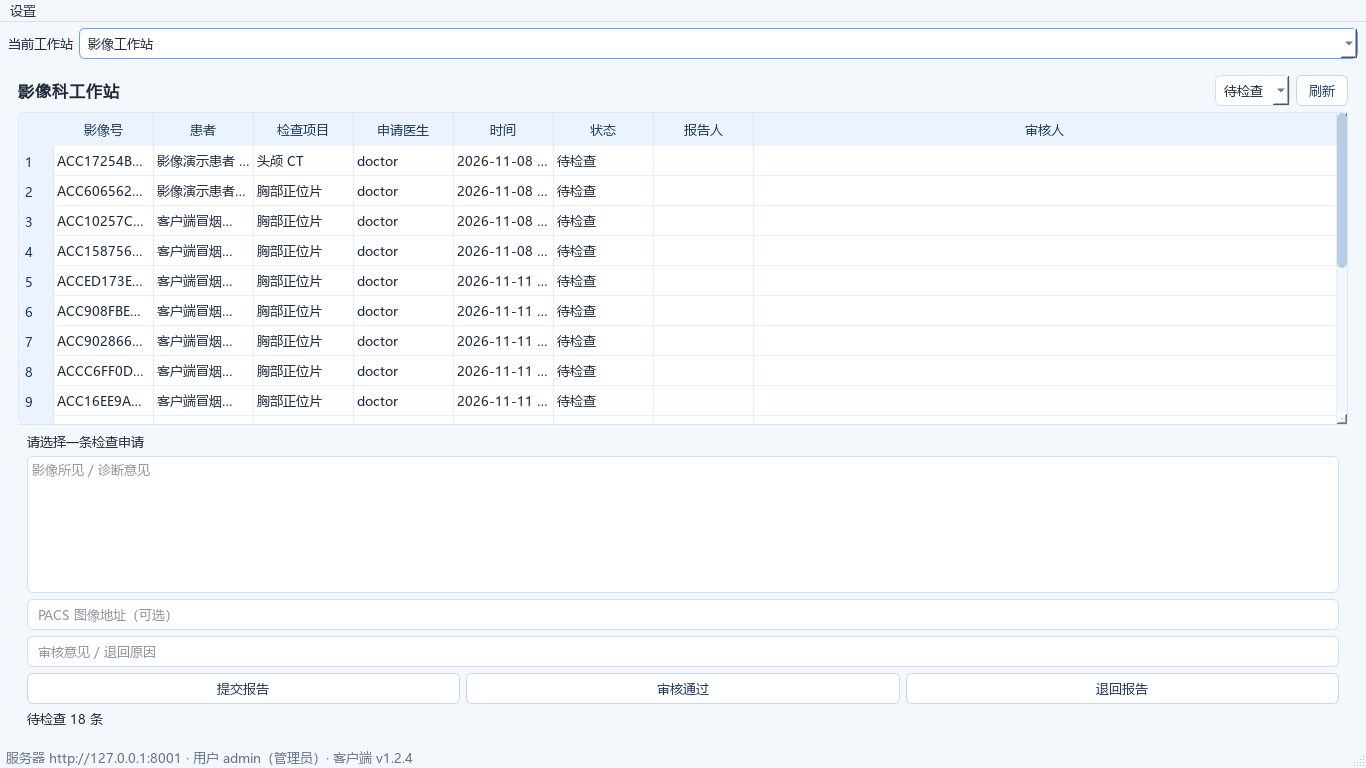 设置
当前工作站 影像工作站
影像科工作站 待检查 刷新
影像号 患者 检查项目 申请医生 时间 状态 报告人 审核人
1 ACC17254B... 影像演示患者 ... 头颅 CT doctor 2026-11-08 ... 待检查
2 ACC606562... 影像演示患者... 胸部正位片 doctor 2026-11-08 ... 待检查
3 ACC10257C... 客户端冒烟... 胸部正位片 doctor 2026-11-08 ... 待检查
4 ACC158756... 客户端冒烟... 胸部正位片 doctor 2026-11-08 ... 待检查
5 ACCED173E... 客户端冒烟... 胸部正位片 doctor 2026-11-11 ... 待检查
6 ACC908FBE... 客户端冒烟... 胸部正位片 doctor 2026-11-11 ... 待检查
7 ACC902866... 客户端冒烟... 胸部正位片 doctor 2026-11-11 ... 待检查
8 ACCC6FF0D... 客户端冒烟... 胸部正位片 doctor 2026-11-11 ... 待检查
9 ACC16EE9A... 客户端冒烟... 胸部正位片 doctor 2026-11-11 ... 待检查
请选择一条检查申请
影像所见 / 诊断意见
PACS 图像地址（可选）
审核意见 / 退回原因
提交报告 审核通过 退回报告
待检查 18 条
服务器 http://127.0.0.1:8001 · 用户 admin（管理员）· 客户端 v1.2.4